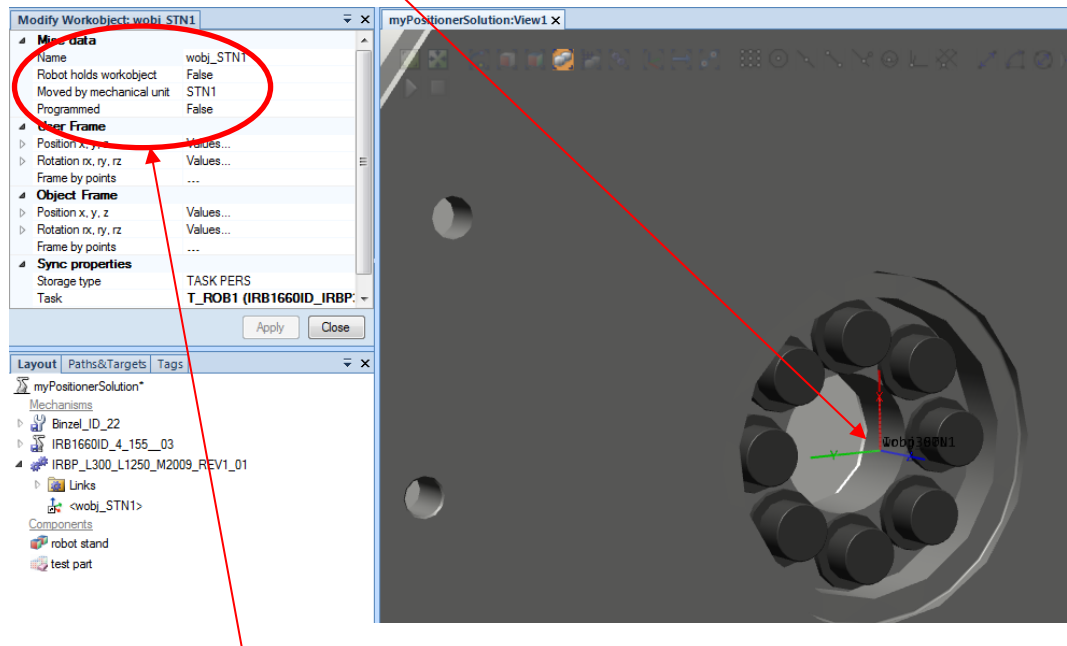 Modify Workobject: wobj_STN1
Misc data
Name wobj_STN1
Robot holds workobject False
Moved by mechanical unit STN1
Programmed False
User Frame
Position x, y, z Values...
Rotation rx, ry, rz Values...
Frame by points ...
Object Frame
Position x, y, z Values...
Rotation rx, ry, rz Values...
Frame by points ...
Sync properties
Storage type TASK PERS
Task T_ROB1 (IRB1660ID_IRBP:
Apply Close
Layout Paths&Targets Tags
myPositionerSolution*
Mechanisms
Binzel_ID_22
IRB1660ID_4_155__03
IRBP_L300_L1250_M2009_REV1_01
Links
<wobj_STN1>
Components
robot stand
test part
myPositionerSolution:View1
Y